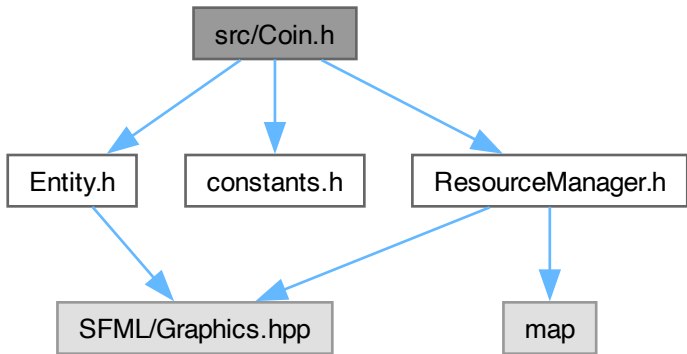 src/Coin.h
Entity.h
constants.h
ResourceManager.h
SFML/Graphics.hpp
map